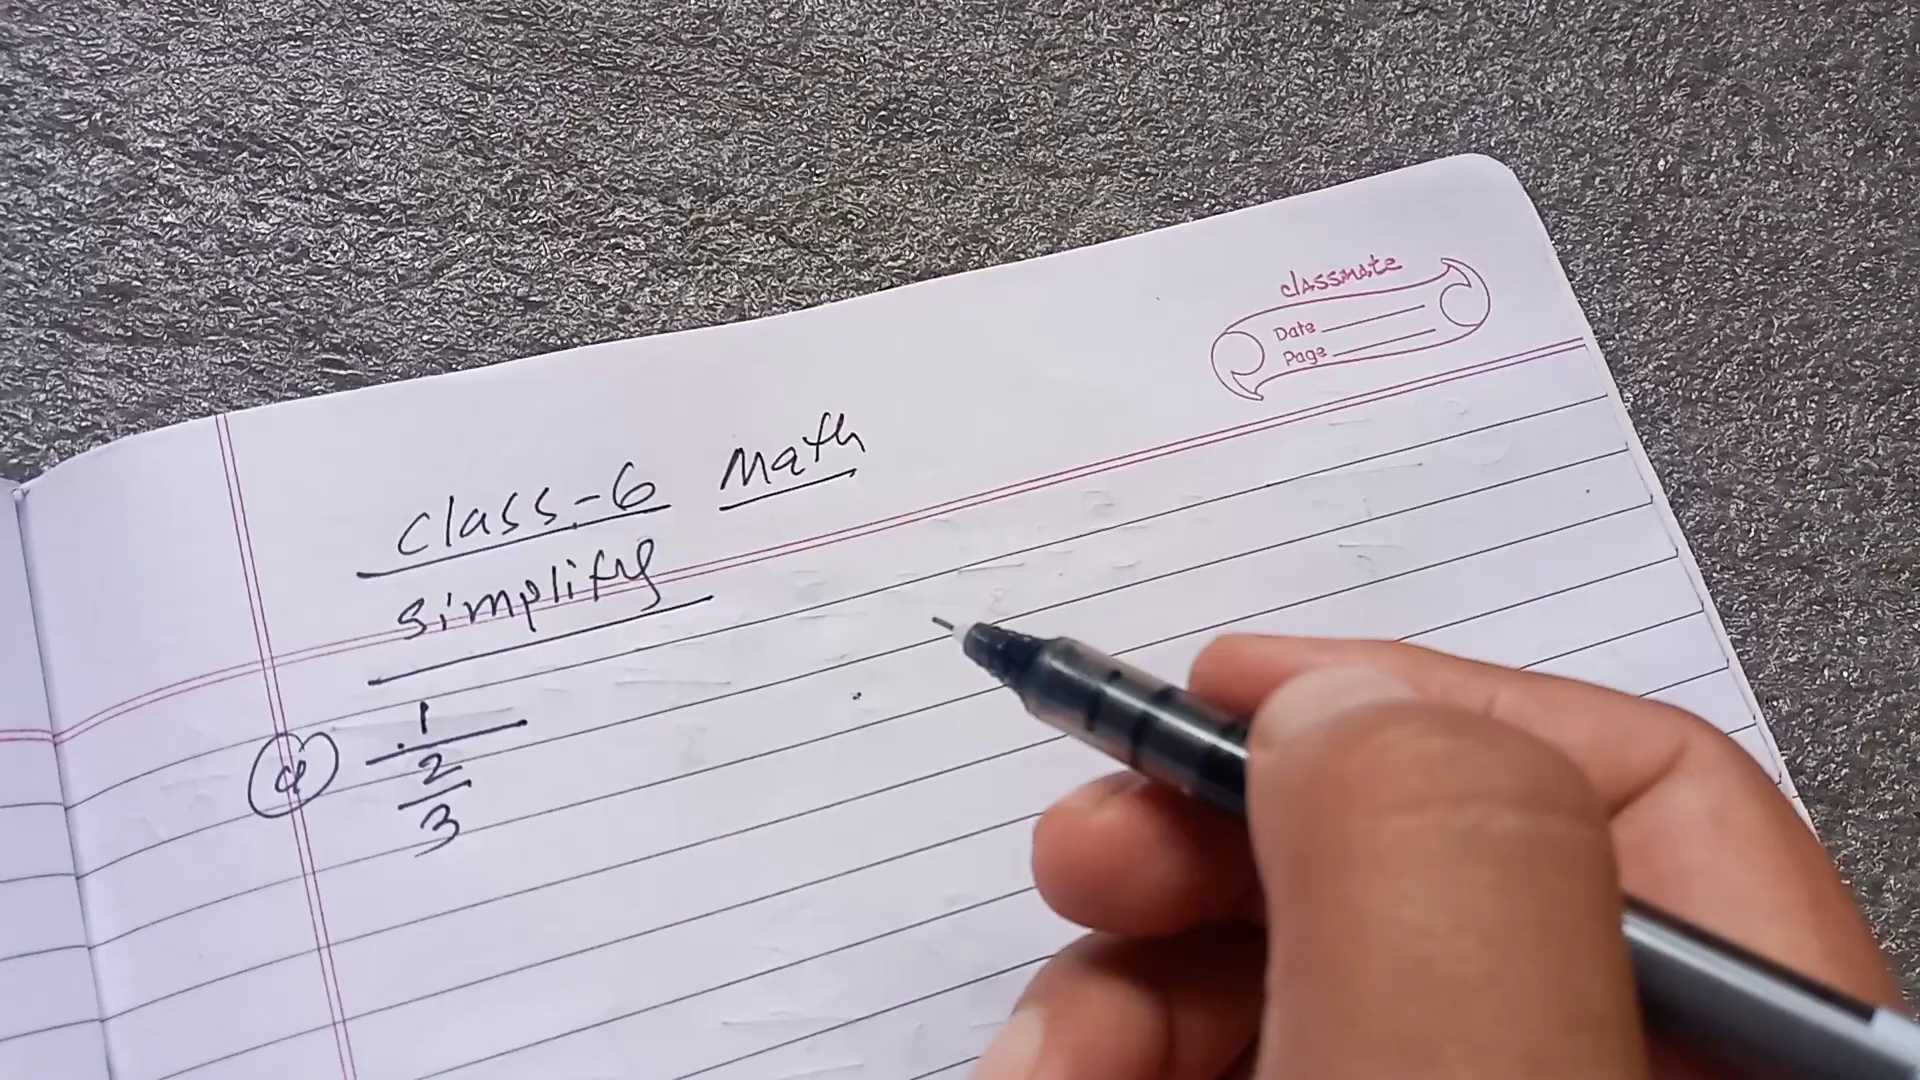 classmate
Date
Page
class-6 Math
simplify
a 1
2
3